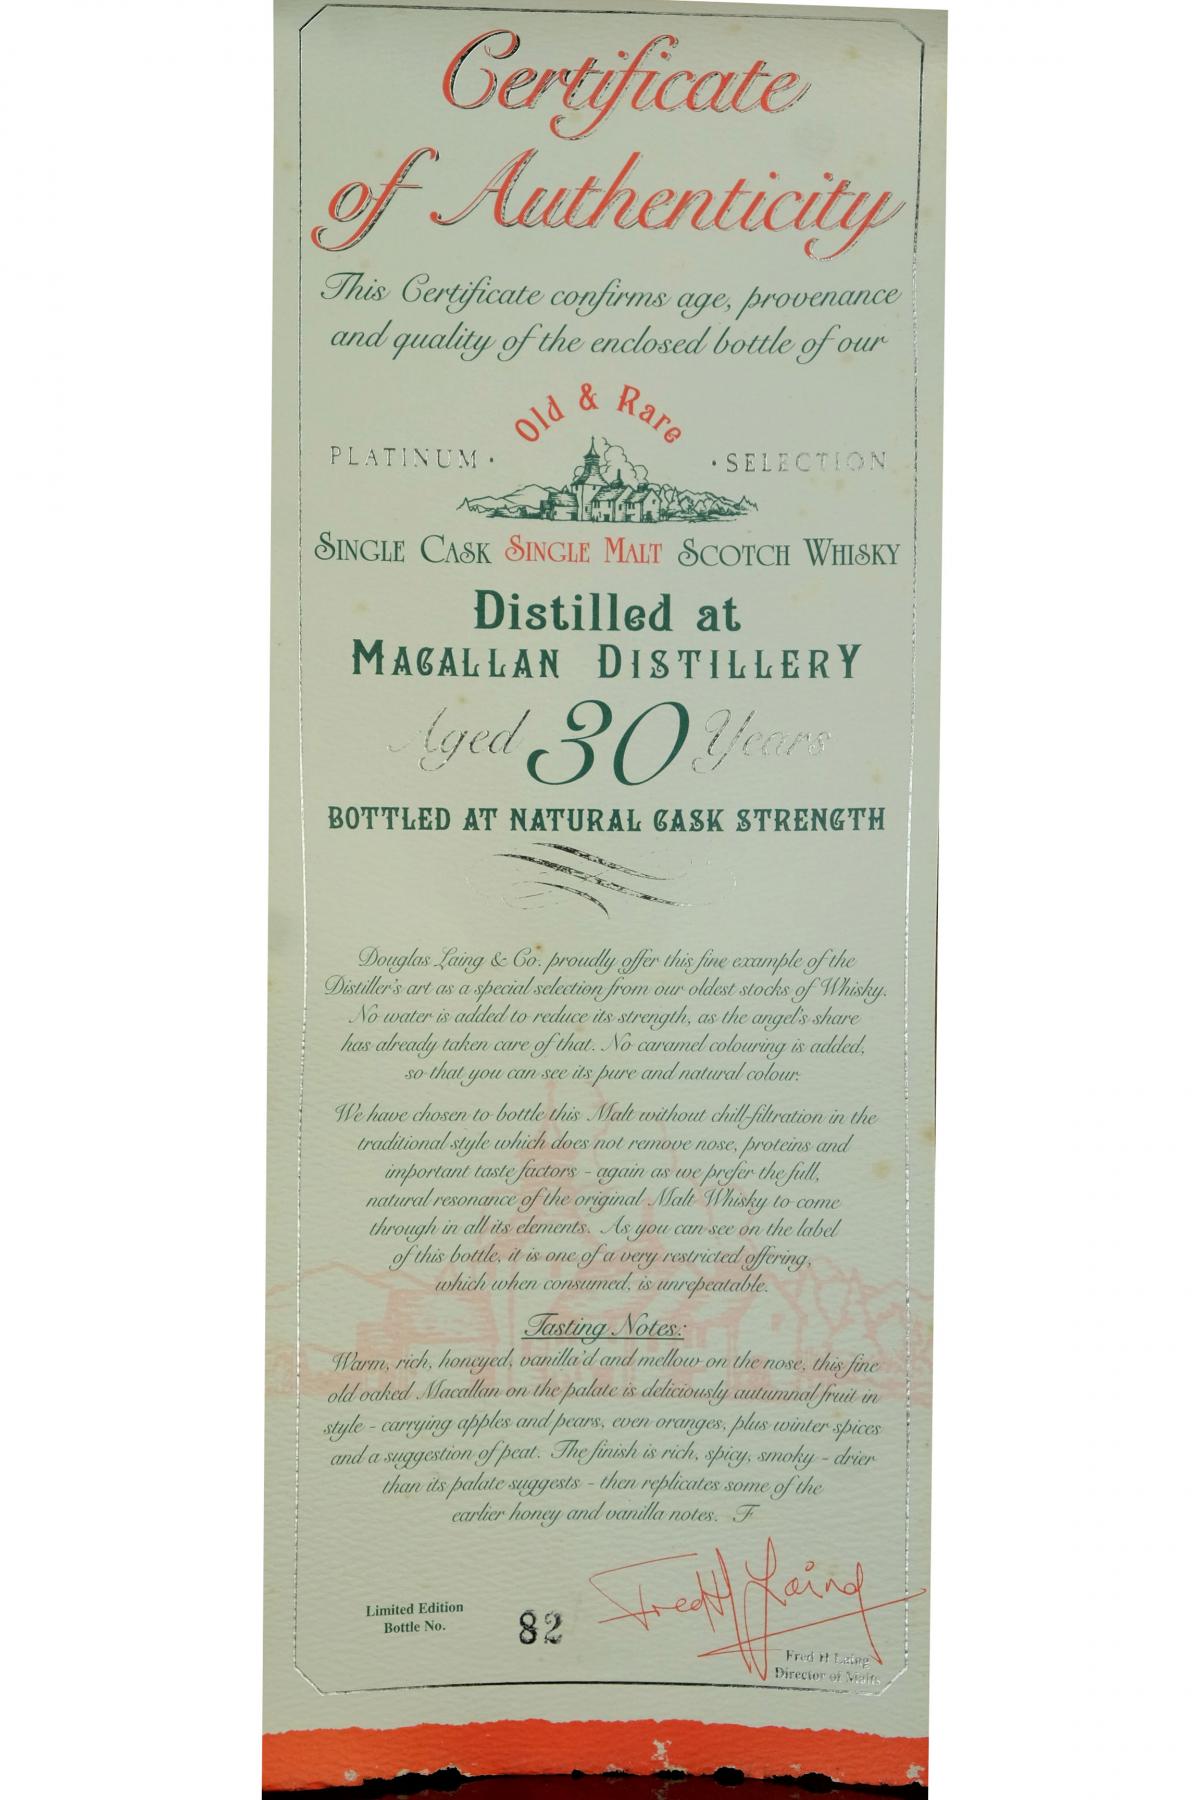 Certificate
of Authenticity
This Certificate confirms age, provenance
and quality of the enclosed bottle of our
Old & Rare
PLATINUM · · SELECTION
SINGLE CASK SINGLE MALT SCOTCH WHISKY
Distilled at
MACALLAN DISTILLERY
Aged 30 Years
BOTTLED AT NATURAL CASK STRENGTH
Douglas Laing & Co. proudly offer this fine example of the
Distiller's art as a special selection from our oldest stocks of Whisky.
No water is added to reduce its strength, as the angel's share
has already taken care of that. No caramel colouring is added,
so that you can see its pure and natural colour.
We have chosen to bottle this Malt without chill-filtration in the
traditional style which does not remove nose, proteins and
important taste factors - again as we prefer the full,
natural resonance of the original Malt Whisky to come
through in all its elements. As you can see on the label
of this bottle, it is one of a very restricted offering,
which when consumed, is unrepeatable.
Tasting Notes:
Warm, rich, honeyed, vanilla'd and mellow on the nose, this fine
old oaked Macallan on the palate is deliciously autumnal fruit in
style - carrying apples and pears, even oranges, plus winter spices
and a suggestion of peat. The finish is rich, spicy, smoky - drier
than its palate suggests - then replicates some of the
earlier honey and vanilla notes. F
Fred H Laing
Limited Edition
Bottle No.
82
Fred H Laing
Director of Malts